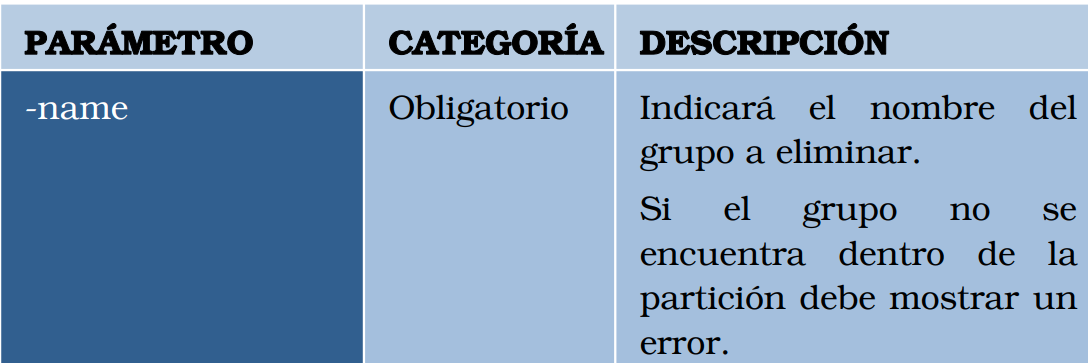 PARÁMETRO CATEGORÍA DESCRIPCIÓN
-name Obligatorio Indicará el nombre del
grupo a eliminar.
Si el grupo no se
encuentra dentro de la
partición debe mostrar un
error.